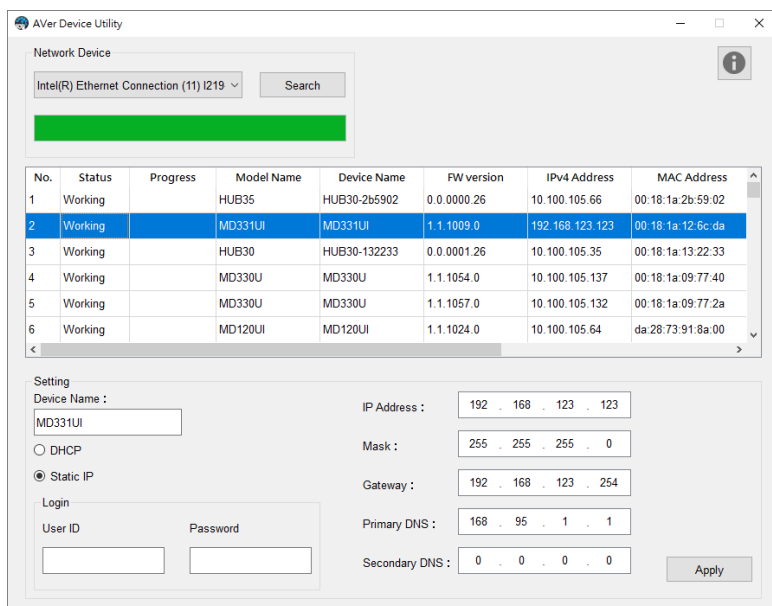 AVer Device Utility
Network Device
Intel(R) Ethernet Connection (11) I219
Search
No. Status Progress Model Name Device Name FW version IPv4 Address MAC Address
1 Working HUB35 HUB30-2b5902 0.0.0000.26 10.100.105.66 00:18:1a:2b:59:02
2 Working MD331UI MD331UI 1.1.1009.0 192.168.123.123 00:18:1a:12:6c:da
3 Working HUB30 HUB30-132233 0.0.0001.26 10.100.105.35 00:18:1a:13:22:33
4 Working MD330U MD330U 1.1.1054.0 10.100.105.137 00:18:1a:09:77:40
5 Working MD330U MD330U 1.1.1057.0 10.100.105.132 00:18:1a:09:77:2a
6 Working MD120UI MD120UI 1.1.1024.0 10.100.105.64 da:28:73:91:8a:00
Setting
Device Name :
MD331UI
DHCP
Static IP
Login
User ID Password
IP Address : 192 . 168 . 123 . 123
Mask : 255 . 255 . 255 . 0
Gateway : 192 . 168 . 123 . 254
Primary DNS : 168 . 95 . 1 . 1
Secondary DNS : 0 . 0 . 0 . 0
Apply